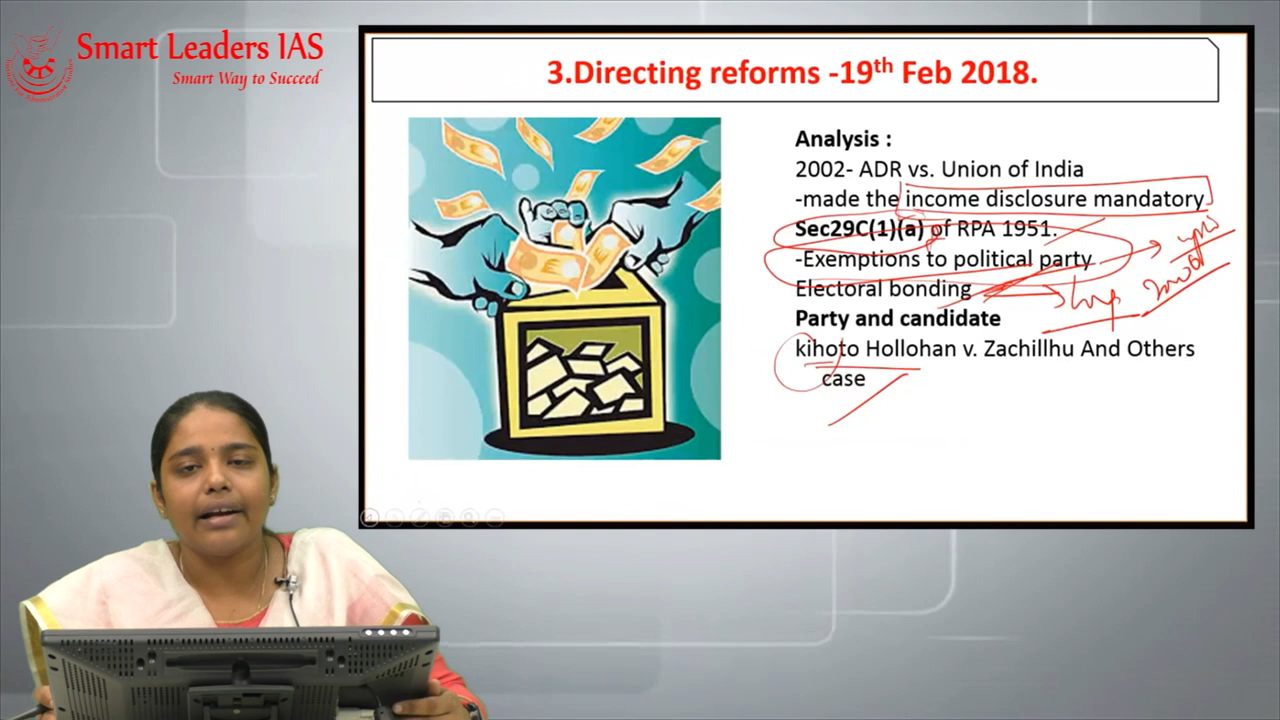 Smart Leaders IAS
Smart Way to Succeed
3.Directing reforms -19th Feb 2018.
Analysis :
2002- ADR vs. Union of India
-made the income disclosure mandatory
Sec29C(1)(a) of RPA 1951.
-Exemptions to political party
Electoral bonding
Party and candidate
kihoto Hollohan v. Zachillhu And Others
case